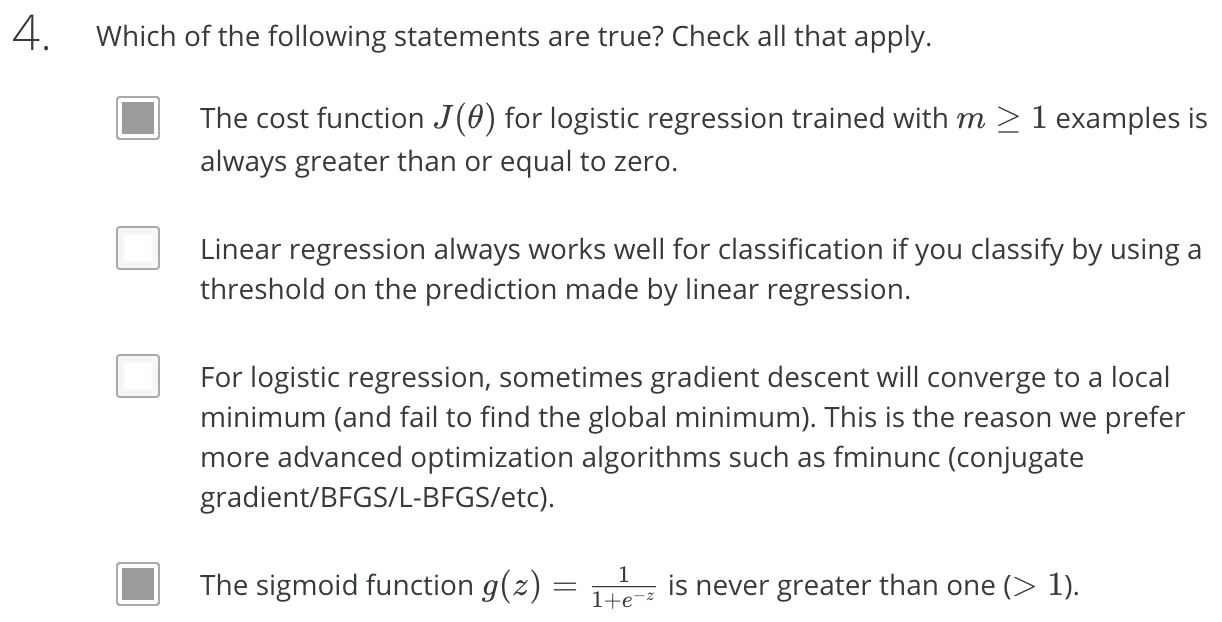 4. Which of the following statements are true? Check all that apply.
The cost function J(θ) for logistic regression trained with m ≥ 1 examples is
always greater than or equal to zero.
Linear regression always works well for classification if you classify by using a
threshold on the prediction made by linear regression.
For logistic regression, sometimes gradient descent will converge to a local
minimum (and fail to find the global minimum). This is the reason we prefer
more advanced optimization algorithms such as fminunc (conjugate
gradient/BFGS/L-BFGS/etc).
The sigmoid function g(z) = 1/(1+e^{-z}) is never greater than one (> 1).